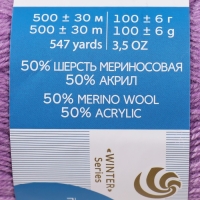 500 ± 30 м 100 ± 6 г
500 ± 30 m 100 ± 6 g
547 yards 3,5 OZ
50% ШЕРСТЬ МЕРИНОСОВАЯ
50% АКРИЛ
50% MERINO WOOL
50% ACRYLIC
«WINTER»
Series